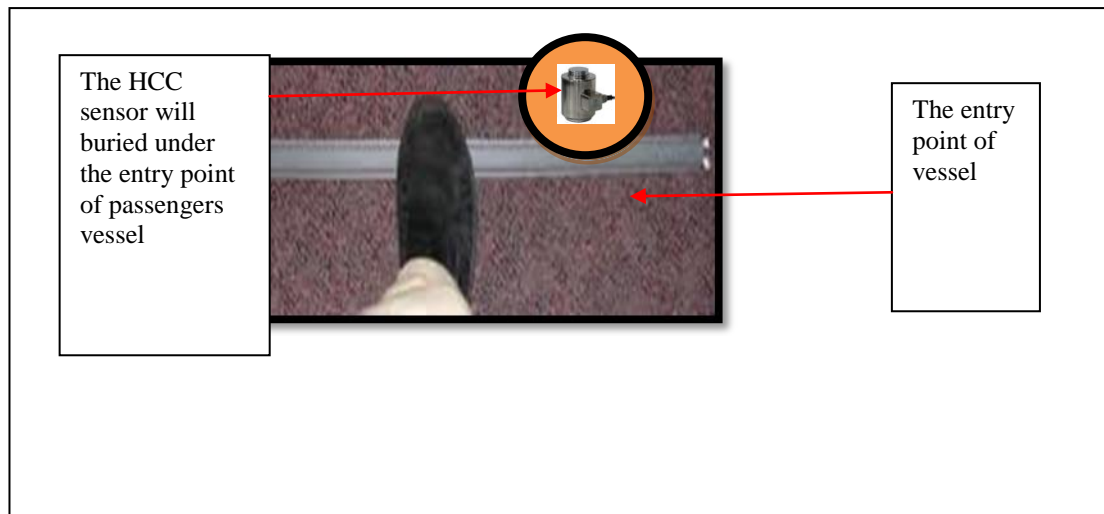 The HCC
sensor will
buried under
the entry point
of passengers
vessel
The entry
point of
vessel